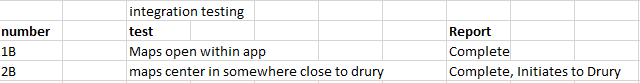 integration testing
number test Report
1B Maps open within app Complete
2B maps center in somewhere close to drury Complete, Initiates to Drury